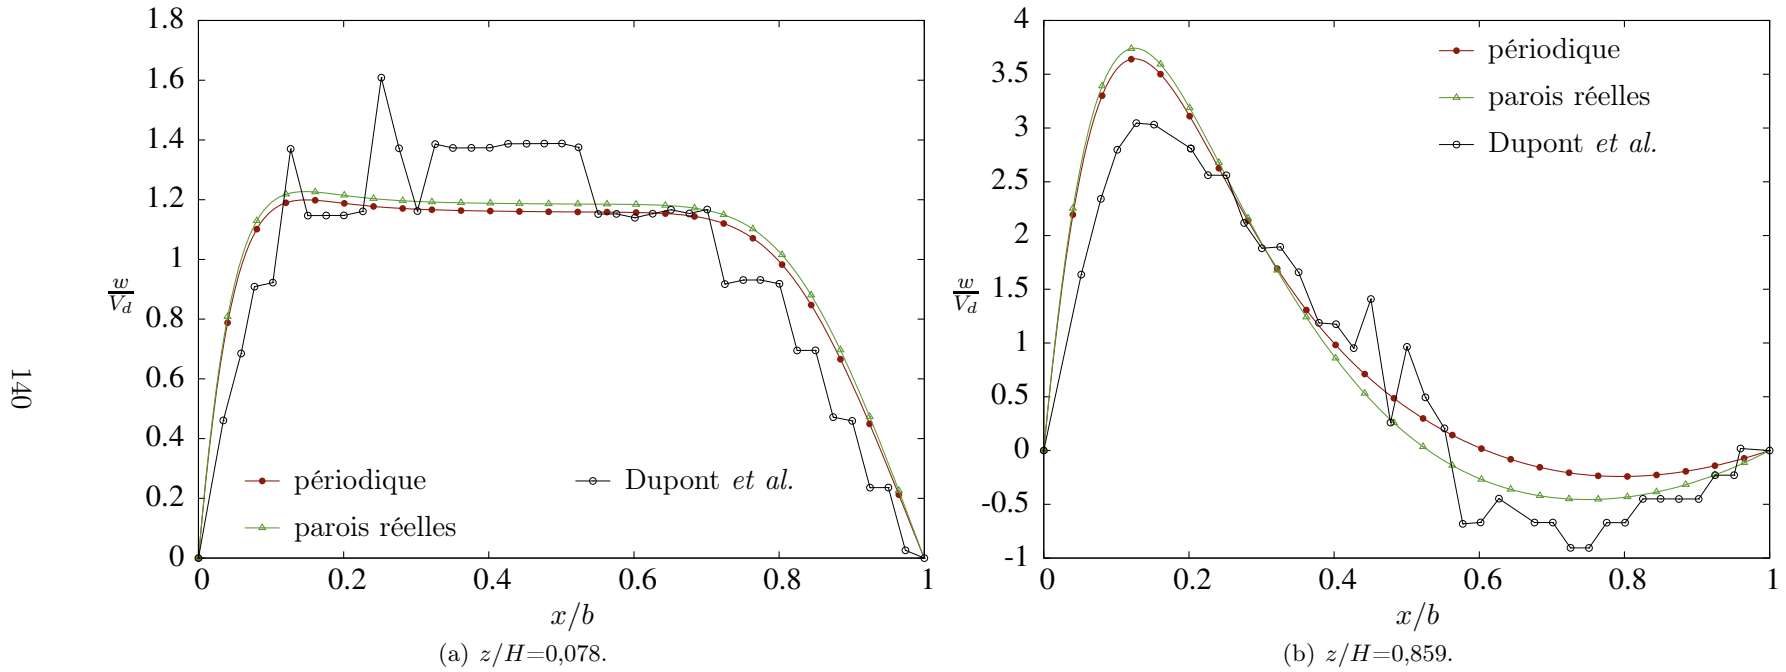 140
1.8
1.6
1.4
1.2
1
0.8
0.6
0.4
0.2
0
w
V_d
périodique
parois réelles
Dupont et al.
0 0.2 0.4 0.6 0.8 1
x/b
(a) z/H=0,078.
4
3.5
3
2.5
2
1.5
1
0.5
0
-0.5
-1
w
V_d
périodique
parois réelles
Dupont et al.
0 0.2 0.4 0.6 0.8 1
x/b
(b) z/H=0,859.